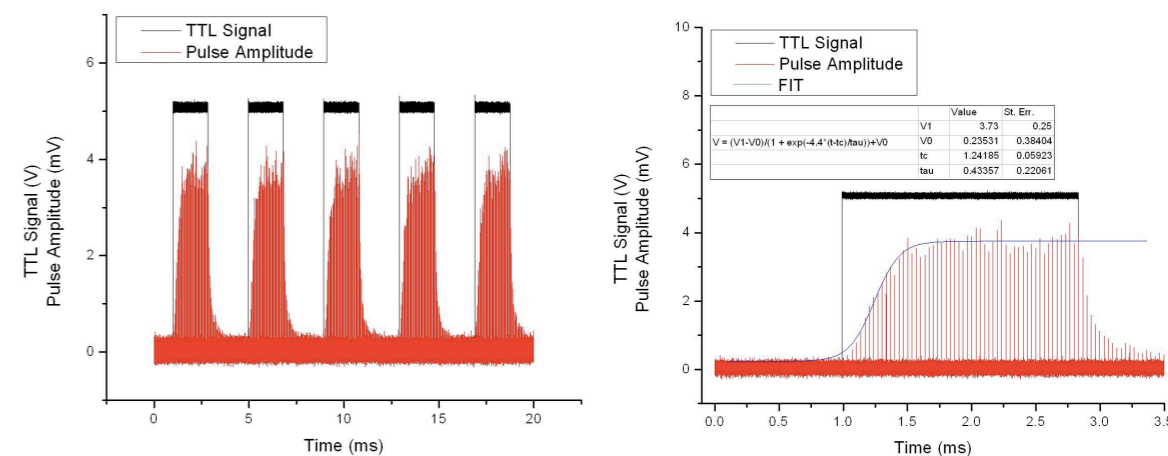 TTL Signal
Pulse Amplitude
6
4
2
0
TTL Signal (V)
Pulse Amplitude (mV)
0
5
10
15
20
Time (ms)
10
8
6
4
2
0
TTL Signal (V)
Pulse Amplitude (mV)
TTL Signal
Pulse Amplitude
FIT
Value St. Err.
V1 3.73 0.25
V = (V1-V0)/(1 + exp(-4.4*(t-tc)/tau))+V0 V0 0.23531 0.38404
tc 1.24185 0.05923
tau 0.43357 0.22061
0.0
0.5
1.0
1.5
2.0
2.5
3.0
3.5
Time (ms)